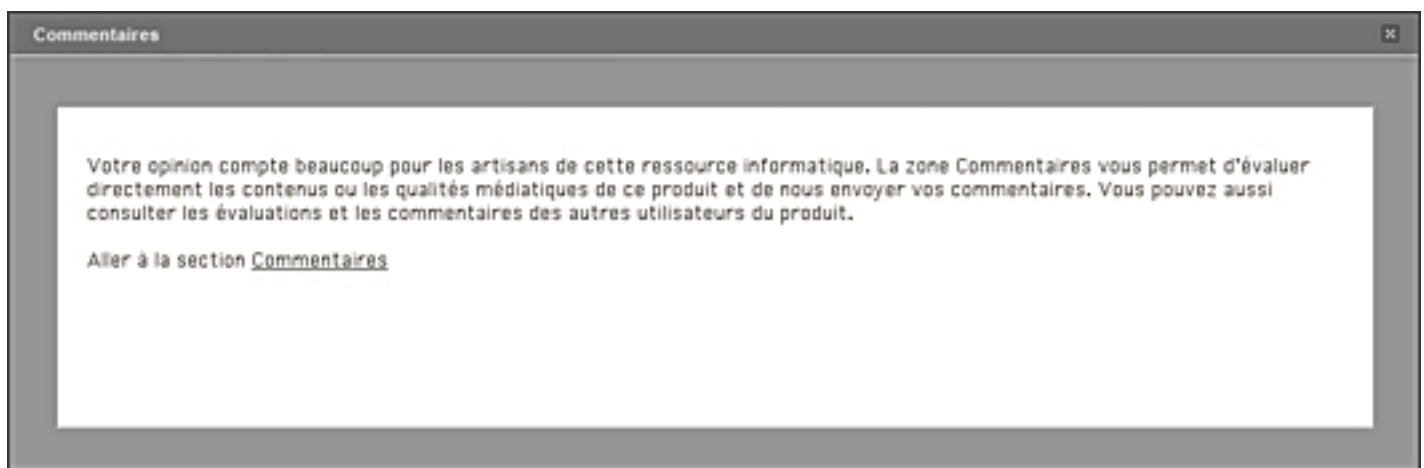 Commentaires
Votre opinion compte beaucoup pour les artisans de cette ressource informatique. La zone Commentaires vous permet d'évaluer
directement les contenus ou les qualités médiatiques de ce produit et de nous envoyer vos commentaires. Vous pouvez aussi
consulter les évaluations et les commentaires des autres utilisateurs du produit.
Aller à la section Commentaires